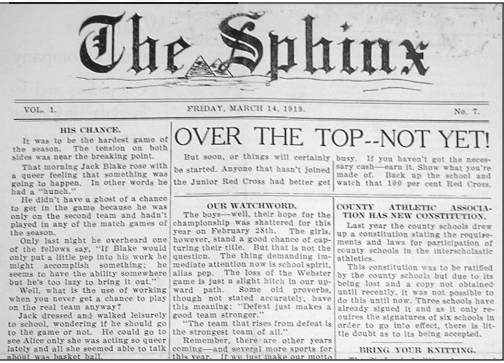 The Sphinx
VOL. 1.
FRIDAY, MARCH 14, 1919.
No. 7.
HIS CHANCE.
It was to be the hardest game of
the season. The tension on both
sides was near the breaking point.
That morning Jack Blake rose with
a queer feeling that something was
going to happen. In other words he
had a "hunch."
He didn't have a ghost of a chance
to get in the game because he was
only on the second team and hadn't
played in any of the match games of
the season.
Only last night he overheard one
of the fellows say, "If Blake would
only put a little pep into his work he
might accomplish something; he
seems to have the ability somewhere
but he's too lazy to bring it out."
Well, what is the use of working
when you never get a chance to play
on the real team anyway?
Jack dressed and walked leisurely
to school, wondering if he should go
to the game or not. He could go to
see Alice only she was acting so queer
lately and all she seemed able to talk
about was basket ball.
OVER THE TOP--NOT YET!
But soon, or things will certainly
be started. Anyone that hasn't joined
the Junior Red Cross had better get
busy. If you haven't got the neces-
sary cash—earn it. Show what you're
made of. Back up the school and
watch that 100 per cent Red Cross.
OUR WATCHWORD.
The boys—well, their hope for the
championship was shattered for this
year on February 28th. The girls,
however, stand a good chance of cap-
turing their title. But that is not the
question. The thing demanding im-
mediate attention now is school spirit,
alias pep. The loss of the Webster
game is just a slight hitch in our up-
ward path. Some old proverbs,
though not stated accurately, have
this meaning: "Defeat just makes a
good team stronger."
"The team that rises from defeat is
the strongest team of all."
Remember, there are other years
coming—and several more sports for
this year. If we just make our motto
COUNTY ATHLETIC ASSOCIA-
TION HAS NEW CONSTITUTION.
Last year the county schools drew
up a constitution stating the require-
ments and laws for participation of
county schools in the interscholastic
athletics.
This constitution was to be ratified
by the county schools but due to its
being lost and a copy not obtained
until recently, it was not possible to
do this until now. Three schools have
already signed it and as it only re-
quires the signatures of six schools in
order to go into effect, there is lit-
tle doubt as to its being accepted.
BRING YOUR KNITTING.